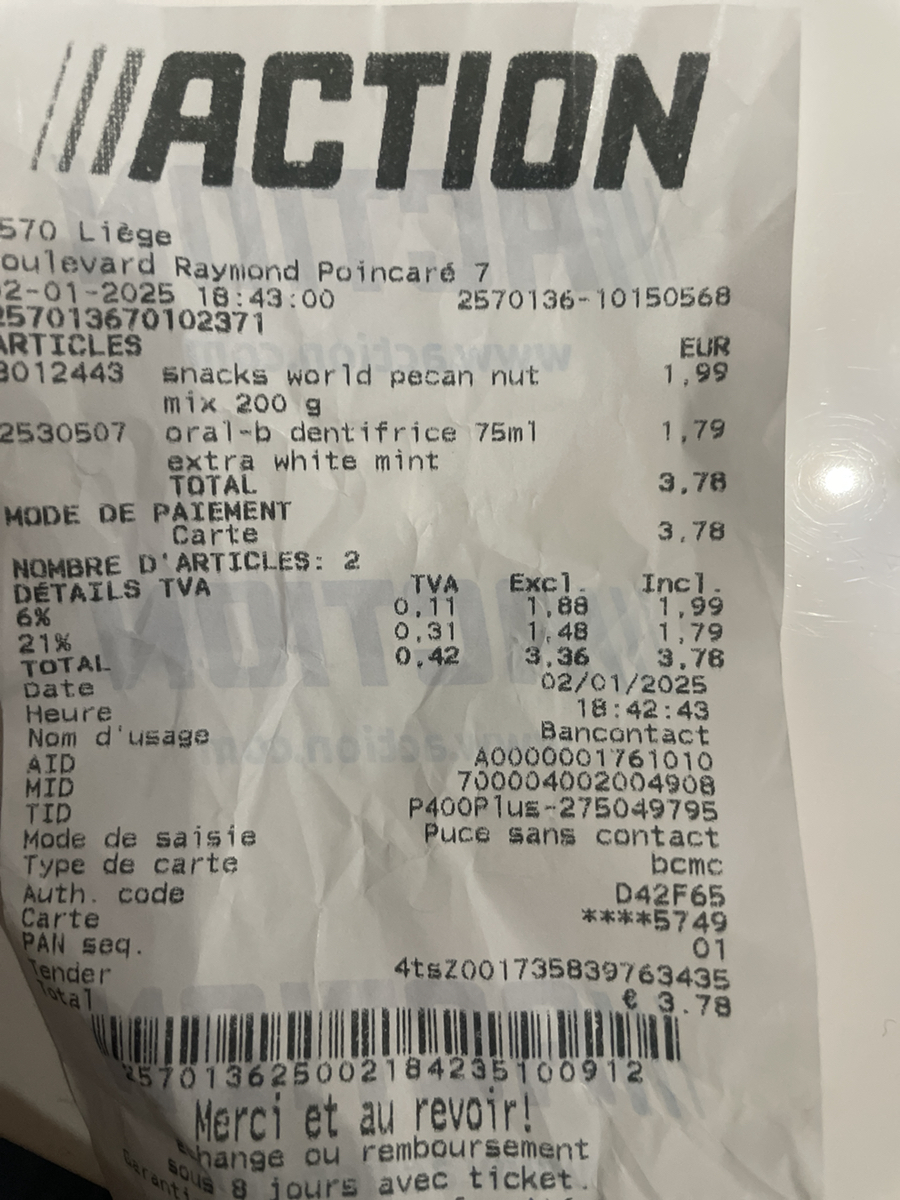 ACTION
570 Liège
oulevard Raymond Poincaré 7
2-01-2025 18:43:00 2570136-10150568
257013670102371
ARTICLES EUR
3012443 snacks world pecan nut 1,99
mix 200 g
2530507 oral-b dentifrice 75ml 1,79
extra white mint
TOTAL 3,78
MODE DE PAIEMENT
Carte 3,78
NOMBRE D'ARTICLES: 2
DÉTAILS TVA TVA Excl. Incl.
6% 0,11 1,88 1,99
21% 0,31 1,48 1,79
TOTAL 0,42 3,36 3,78
Date 02/01/2025
Heure 18:42:43
Nom d'usage Bancontact
AID A0000001761010
MID 700004002004908
TID P400Plus-275049795
Mode de saisie Puce sans contact
Type de carte bcmc
Auth. code D42F65
Carte ****5749
PAN seq. 01
Tender 4tsZ001735839763435
Total € 3.78
257013625002184235100912
Merci et au revoir!
change ou remboursement
sous 8 jours avec ticket.
Garanti